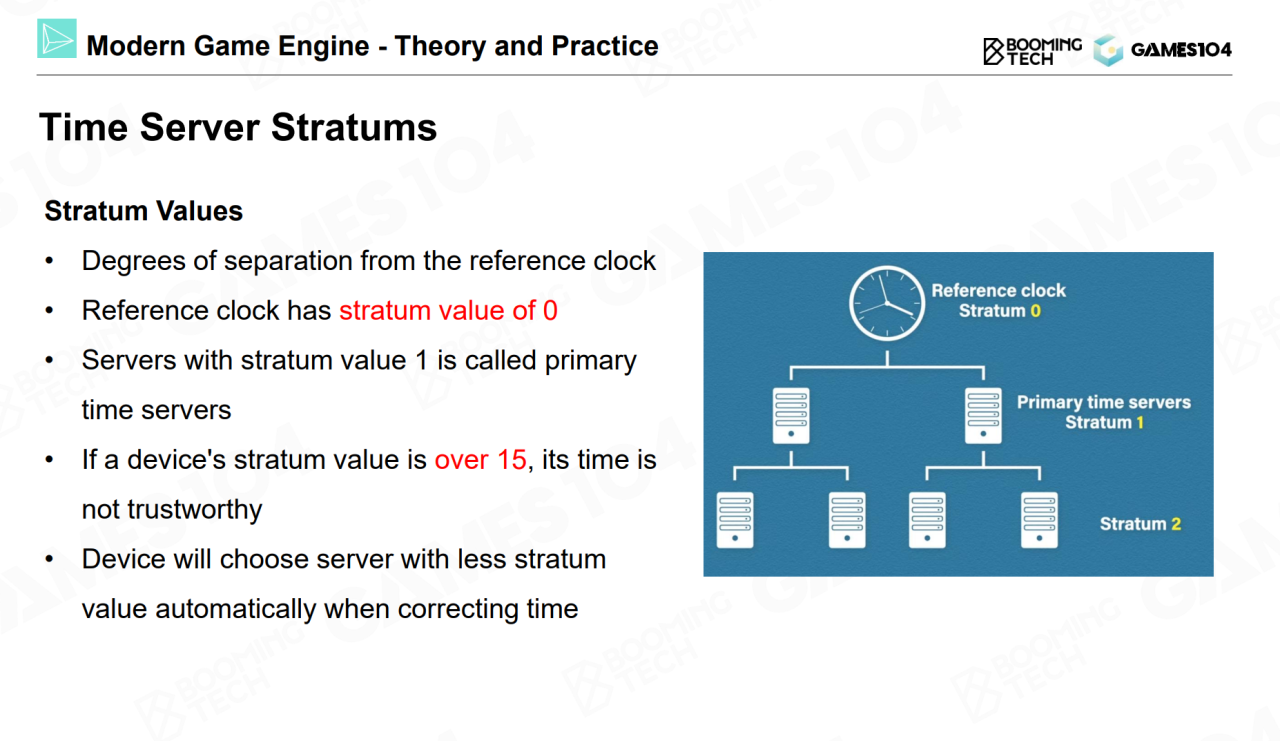 Modern Game Engine - Theory and Practice
BOOMING
TECH
GAMES104
Time Server Stratums
Stratum Values
• Degrees of separation from the reference clock
• Reference clock has stratum value of 0
• Servers with stratum value 1 is called primary
time servers
• If a device's stratum value is over 15, its time is
not trustworthy
• Device will choose server with less stratum
value automatically when correcting time
Reference clock
Stratum 0
Primary time servers
Stratum 1
Stratum 2